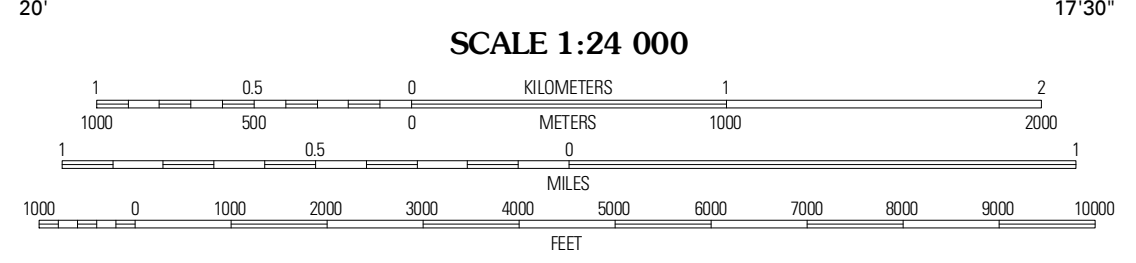 20' 17'30"
SCALE 1:24 000
1 0.5 0 KILOMETERS 1 2
1000 500 0 METERS 1000 2000
1 0.5 0 1
MILES
1000 0 1000 2000 3000 4000 5000 6000 7000 8000 9000 10000
FEET